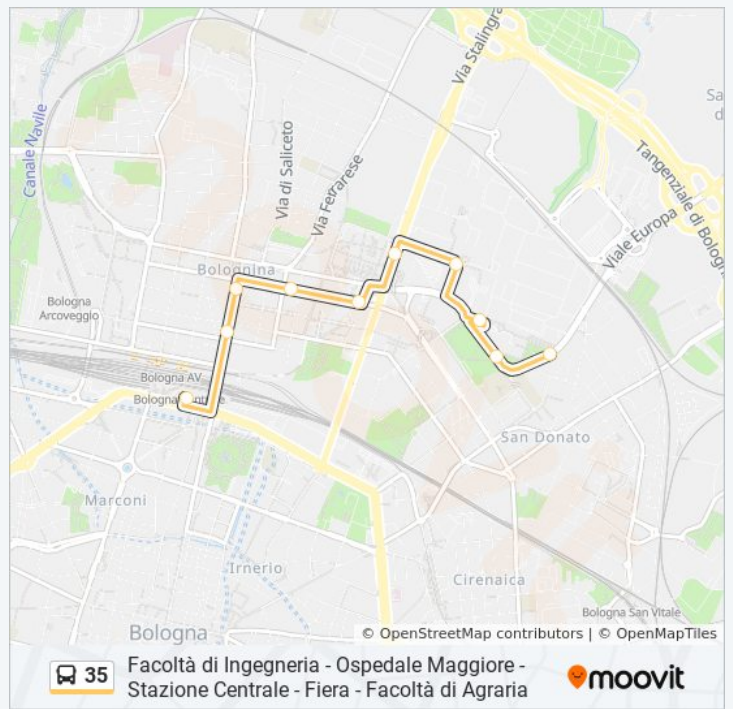 Via Stalingra
Sa
d
Canale Navile
Via di Saliceto
Via Ferrarese
Tangenziale di Bologna
Viale Europa
Bolognina
Bologna
Arcoveggio
Bologna AV
Bologna Centrale
San Donato
Marconi
Irnerio
Cirenaica
Bologna San Vitale
Bologna
© OpenStreetMap contributors | © OpenMapTiles
35
Facoltà di Ingegneria - Ospedale Maggiore -
Stazione Centrale - Fiera - Facoltà di Agraria
moovit